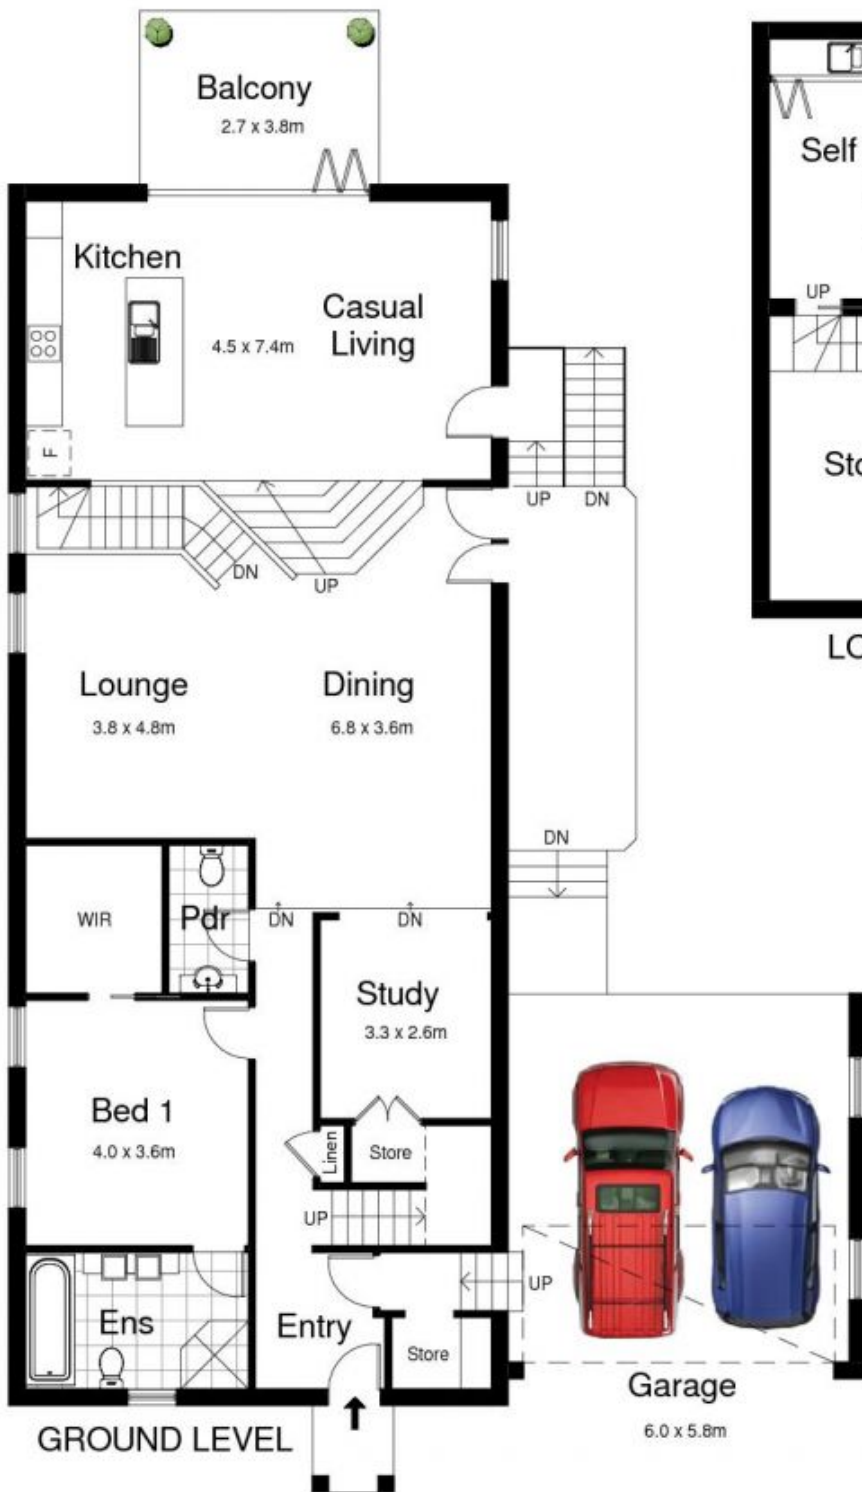 Balcony
2.7 x 3.8m
Kitchen
Casual
Living
4.5 x 7.4m
F
UP
DN
DN
UP
Lounge
3.8 x 4.8m
Dining
6.8 x 3.6m
DN
WIR
Pdr
DN
DN
Study
3.3 x 2.6m
Bed 1
4.0 x 3.6m
Linen
Store
UP
Ens
Entry
UP
Store
Garage
6.0 x 5.8m
GROUND LEVEL
Self
UP
Sto
LO